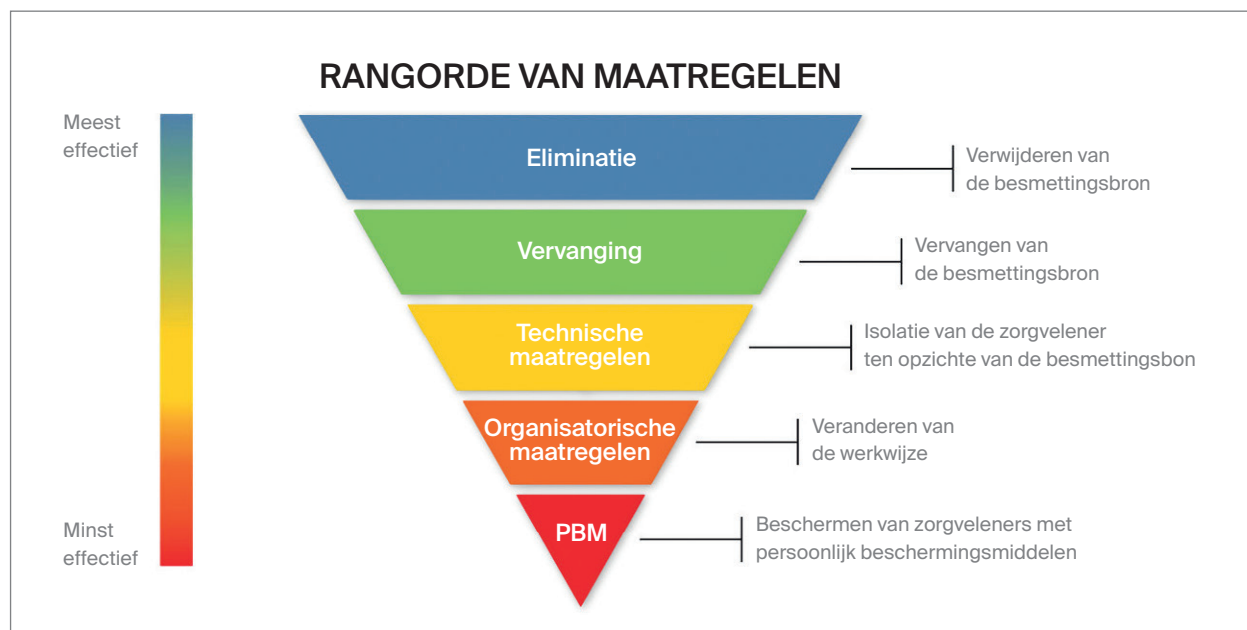 RANGORDE VAN MAATREGELEN
Meest
effectief
Eliminatie
Verwijderen van
de besmettingsbron
Vervanging
Vervangen van
de besmettingsbron
Technische
maatregelen
Isolatie van de zorgvelener
ten opzichte van de besmettingsbon
Organisatorische
maatregelen
Veranderen van
de werkwijze
Minst
effectief
PBM
Beschermen van zorgveleners met
persoonlijk beschermingsmiddelen